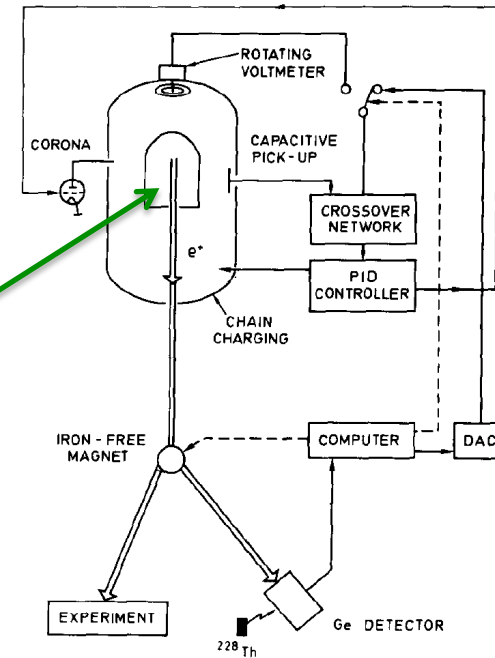 ROTATING
VOLTMETER
CORONA
CAPACITIVE
PICK-UP
CROSSOVER
NETWORK
e⁺
PID
CONTROLLER
CHAIN
CHARGING
IRON-FREE
MAGNET
COMPUTER
DAC
EXPERIMENT
Ge DETECTOR
²²⁸Th